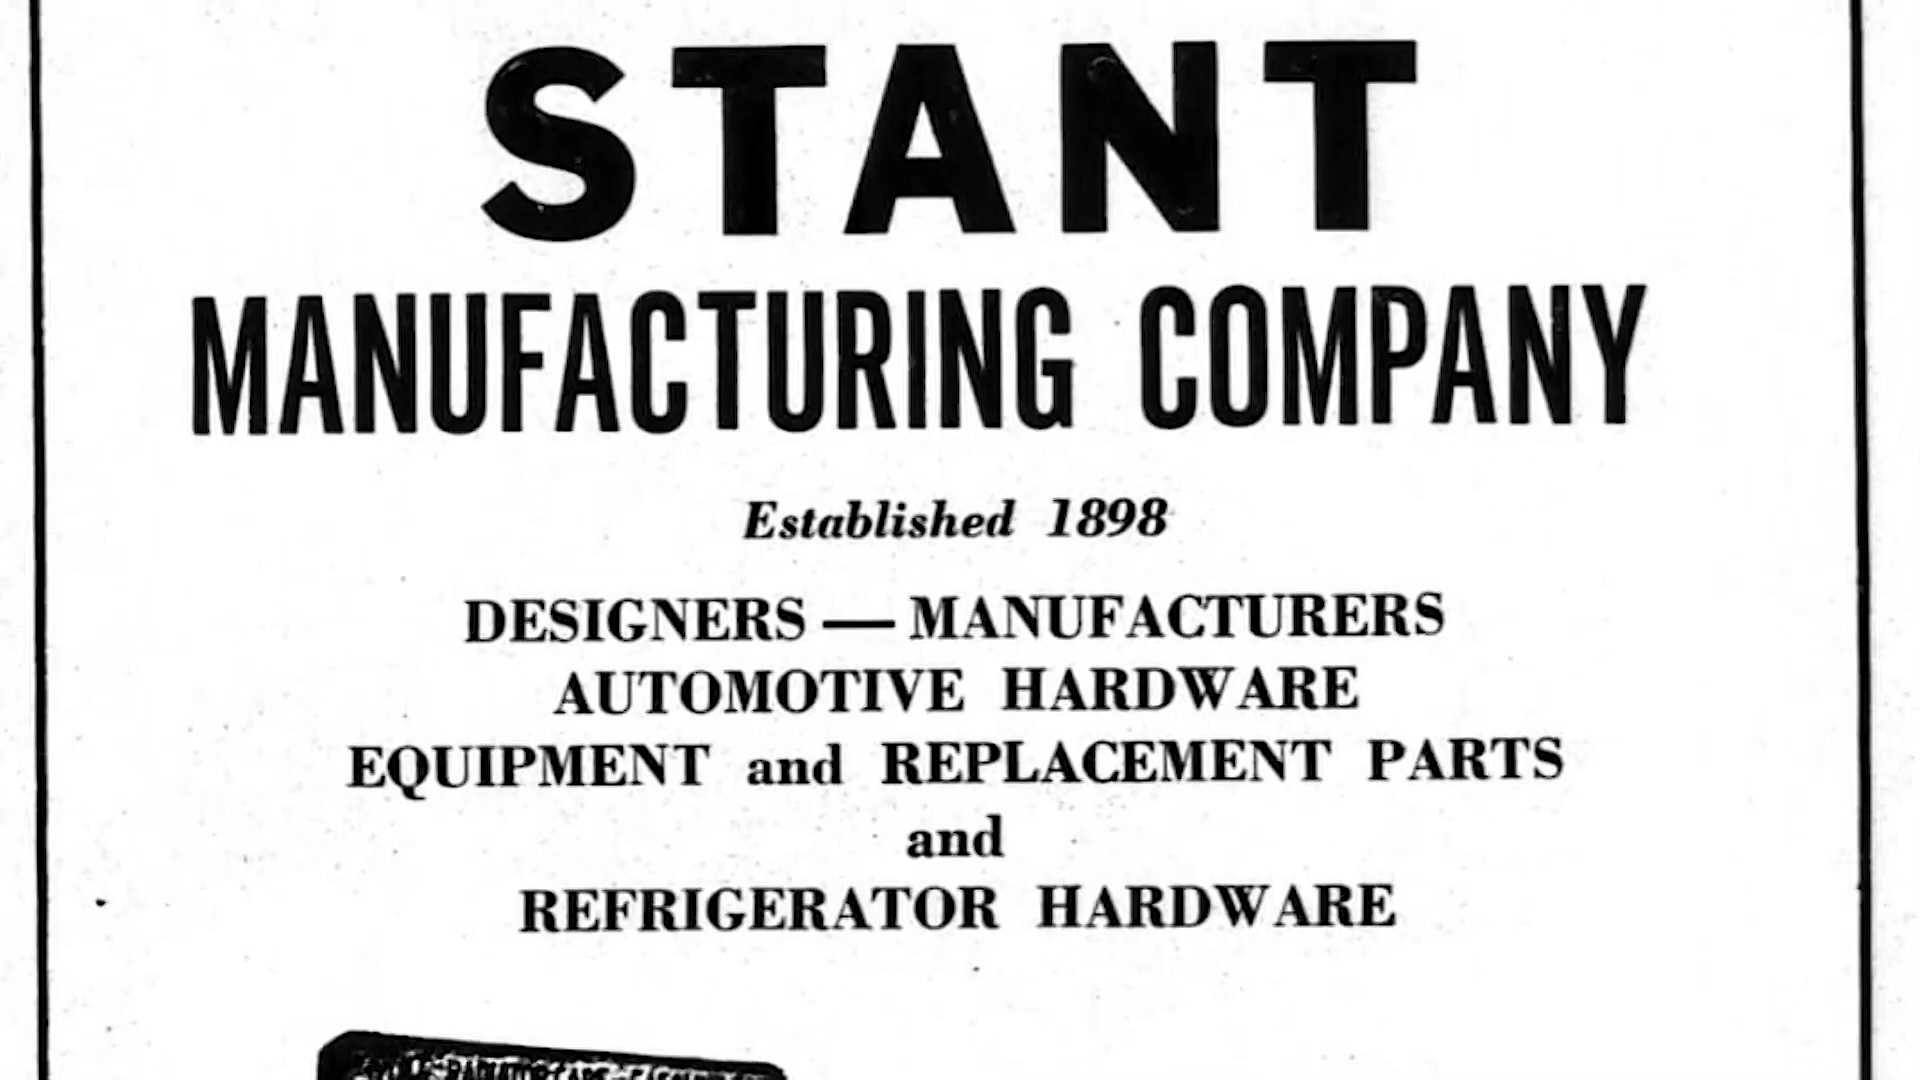 STANT
MANUFACTURING COMPANY
Established 1898
DESIGNERS — MANUFACTURERS
AUTOMOTIVE HARDWARE
EQUIPMENT and REPLACEMENT PARTS
and
REFRIGERATOR HARDWARE